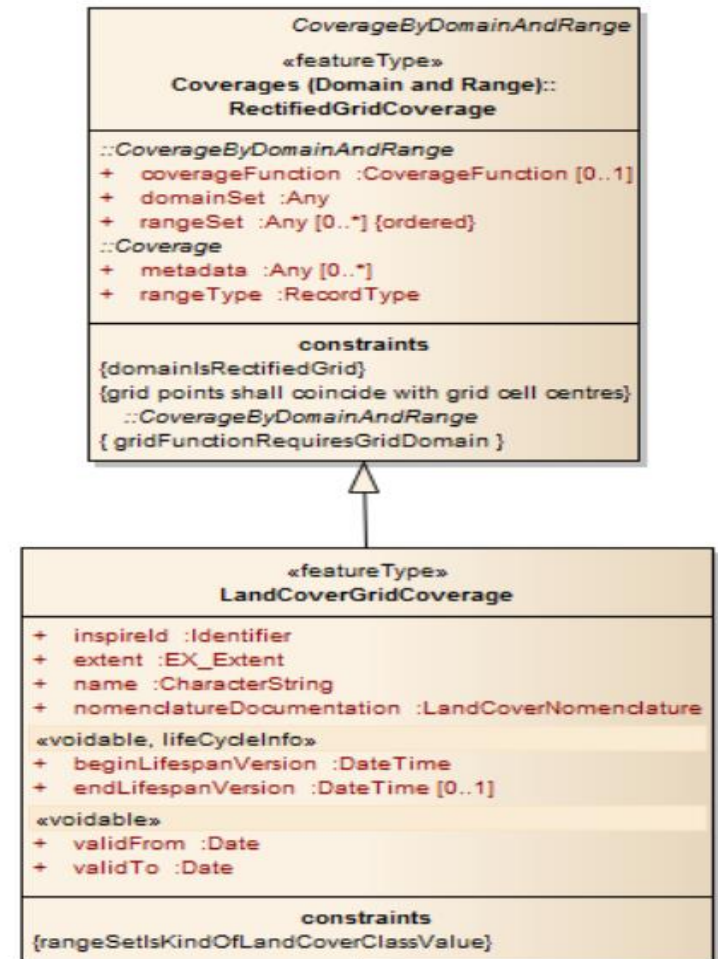 CoverageByDomainAndRange
«featureType»
Coverages (Domain and Range)::
RectifiedGridCoverage
::CoverageByDomainAndRange
+ coverageFunction :CoverageFunction [0..1]
+ domainSet :Any
+ rangeSet :Any [0..*] {ordered}
::Coverage
+ metadata :Any [0..*]
+ rangeType :RecordType
constraints
{domainIsRectifiedGrid}
{grid points shall coincide with grid cell centres}
::CoverageByDomainAndRange
{ gridFunctionRequiresGridDomain }
«featureType»
LandCoverGridCoverage
+ inspireId :Identifier
+ extent :EX_Extent
+ name :CharacterString
+ nomenclatureDocumentation :LandCoverNomenclature
«voidable, lifeCycleInfo»
+ beginLifespanVersion :DateTime
+ endLifespanVersion :DateTime [0..1]
«voidable»
+ validFrom :Date
+ validTo :Date
constraints
{rangeSetIsKindOfLandCoverClassValue}